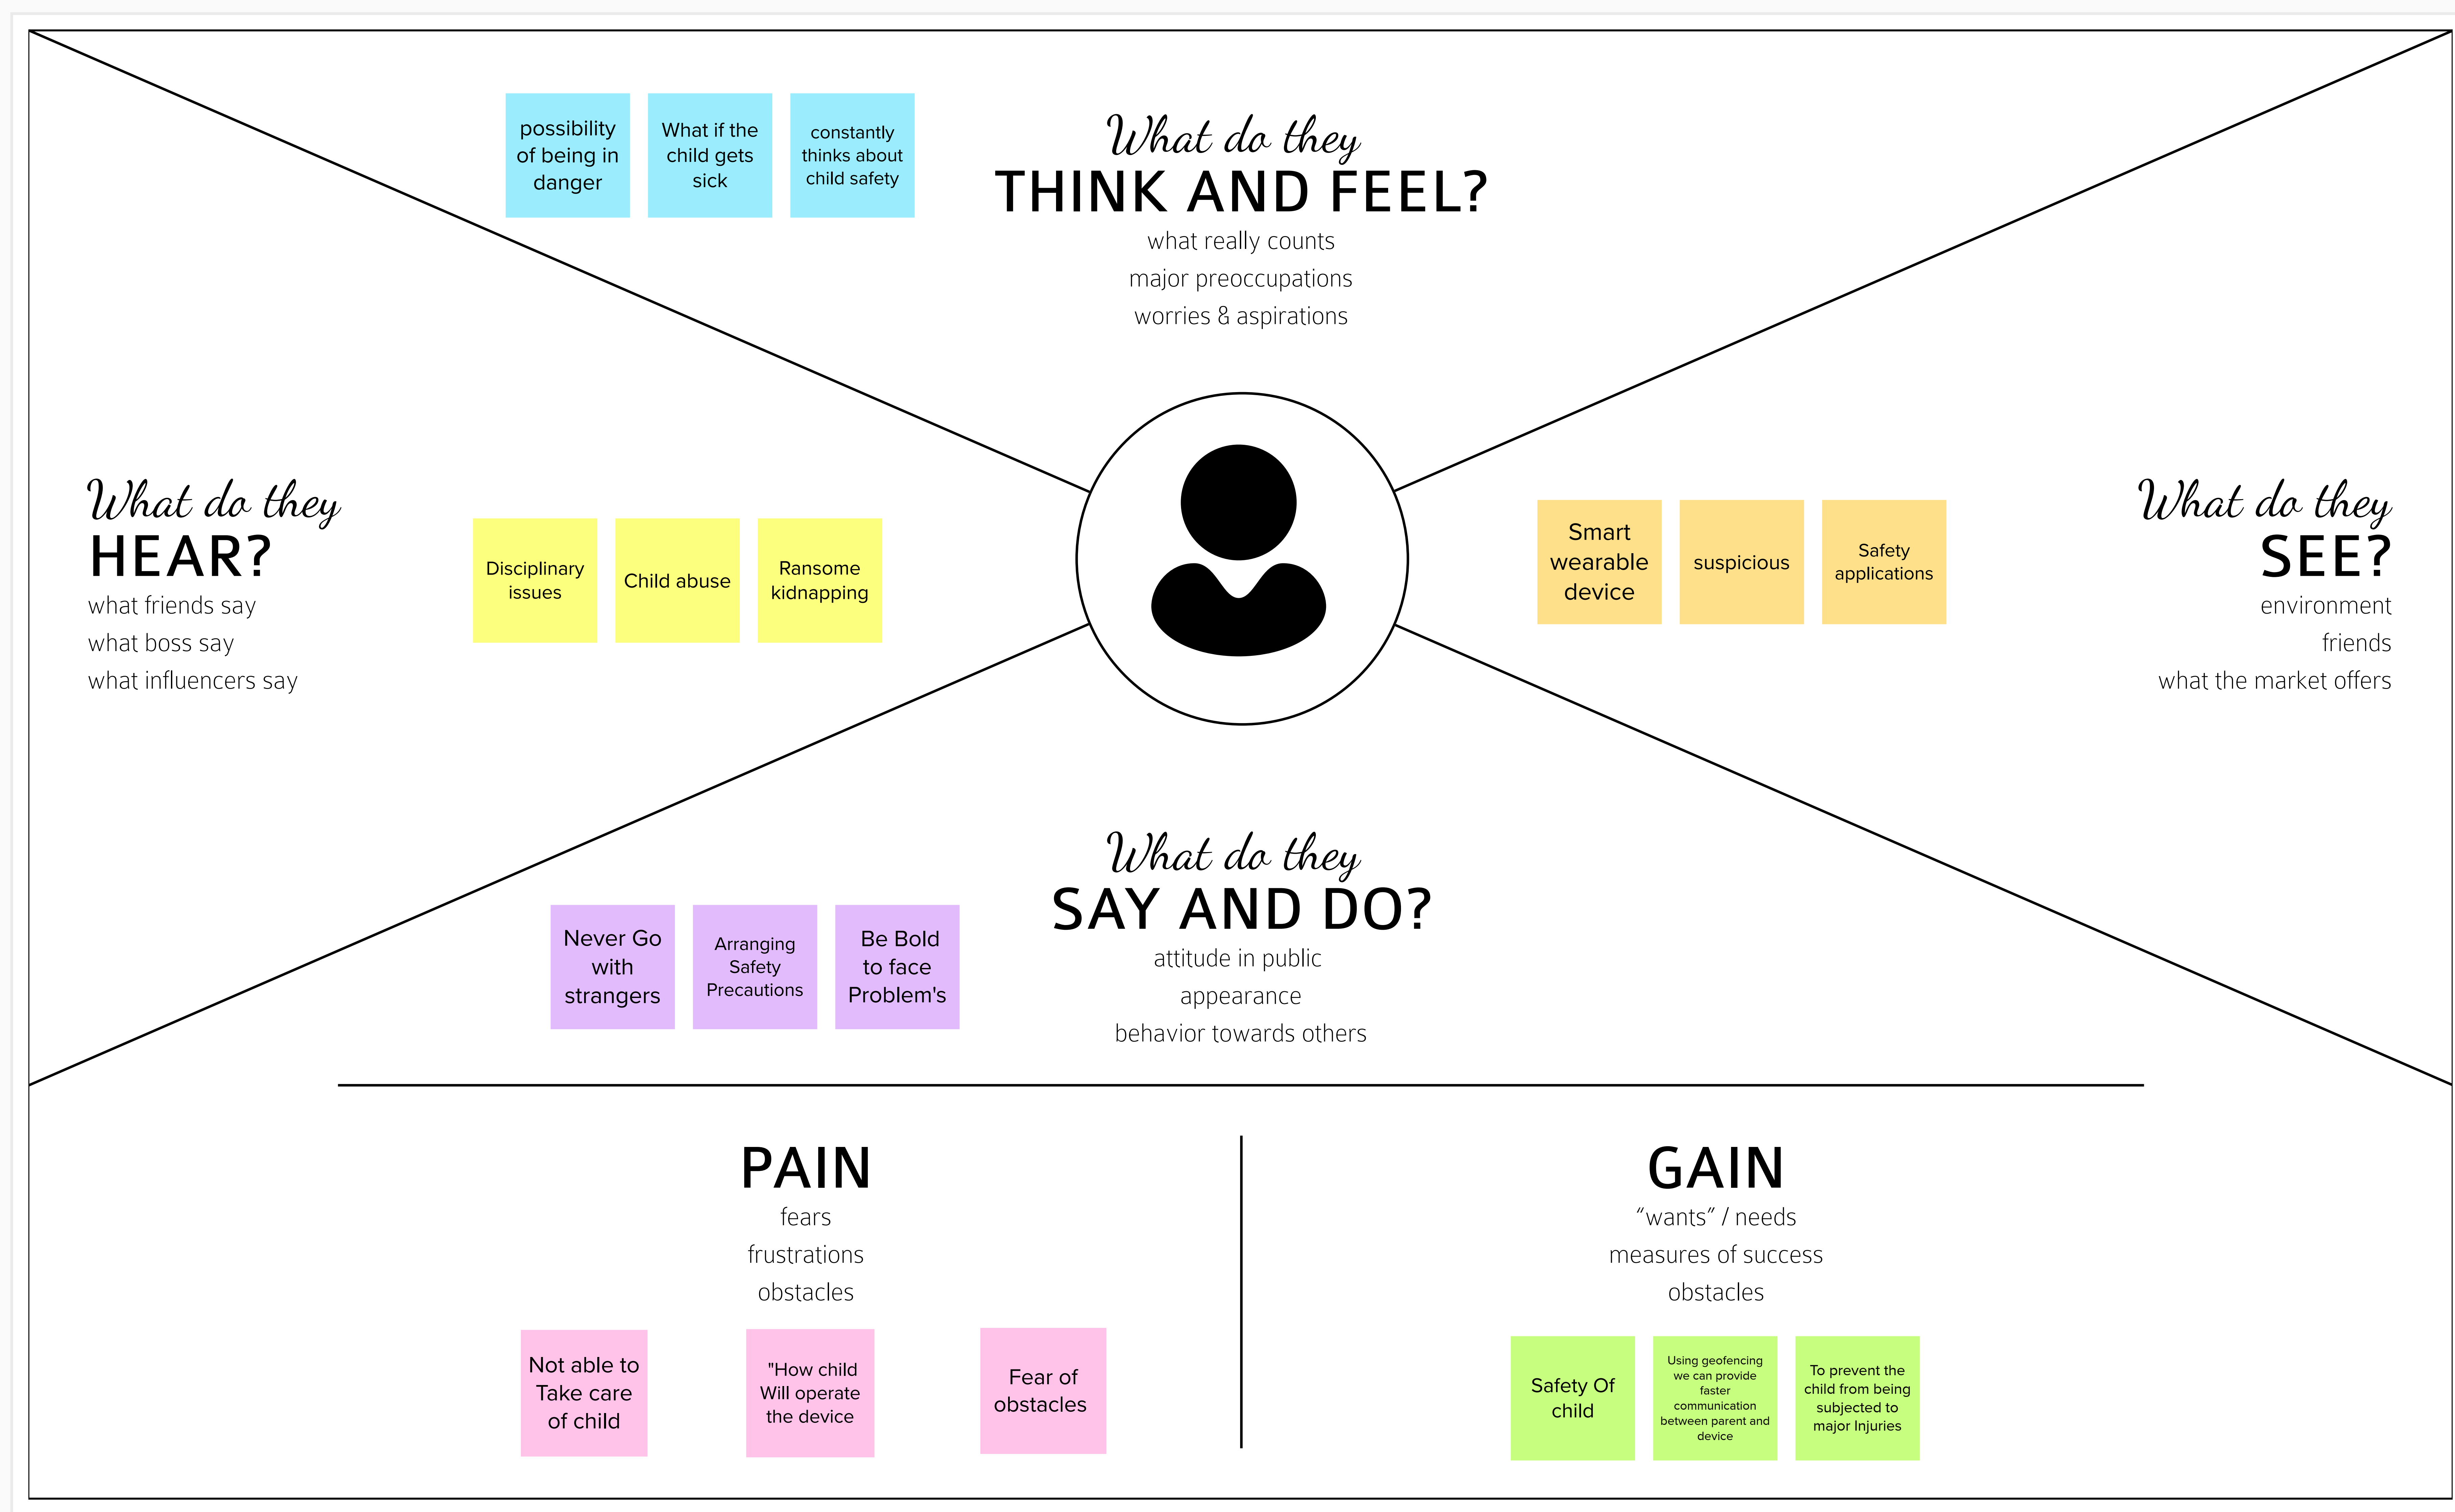 possibility
of being in
danger
What if the
child gets
sick
constantly
thinks about
child safety
What do they
THINK AND FEEL?
what really counts
major preoccupations
worries & aspirations
What do they
HEAR?
what friends say
what boss say
what influencers say
Disciplinary
issues
Child abuse
Ransome
kidnapping
Smart
wearable
device
suspicious
Safety
applications
What do they
SEE?
environment
friends
what the market offers
What do they
SAY AND DO?
attitude in public
appearance
behavior towards others
Never Go
with
strangers
Arranging
Safety
Precautions
Be Bold
to face
Problem's
PAIN
fears
frustrations
obstacles
Not able to
Take care
of child
"How child
Will operate
the device
Fear of
obstacles
GAIN
“wants” / needs
measures of success
obstacles
Safety Of
child
Using geofencing
we can provide
faster
communication
between parent and
device
To prevent the
child from being
subjected to
major Injuries